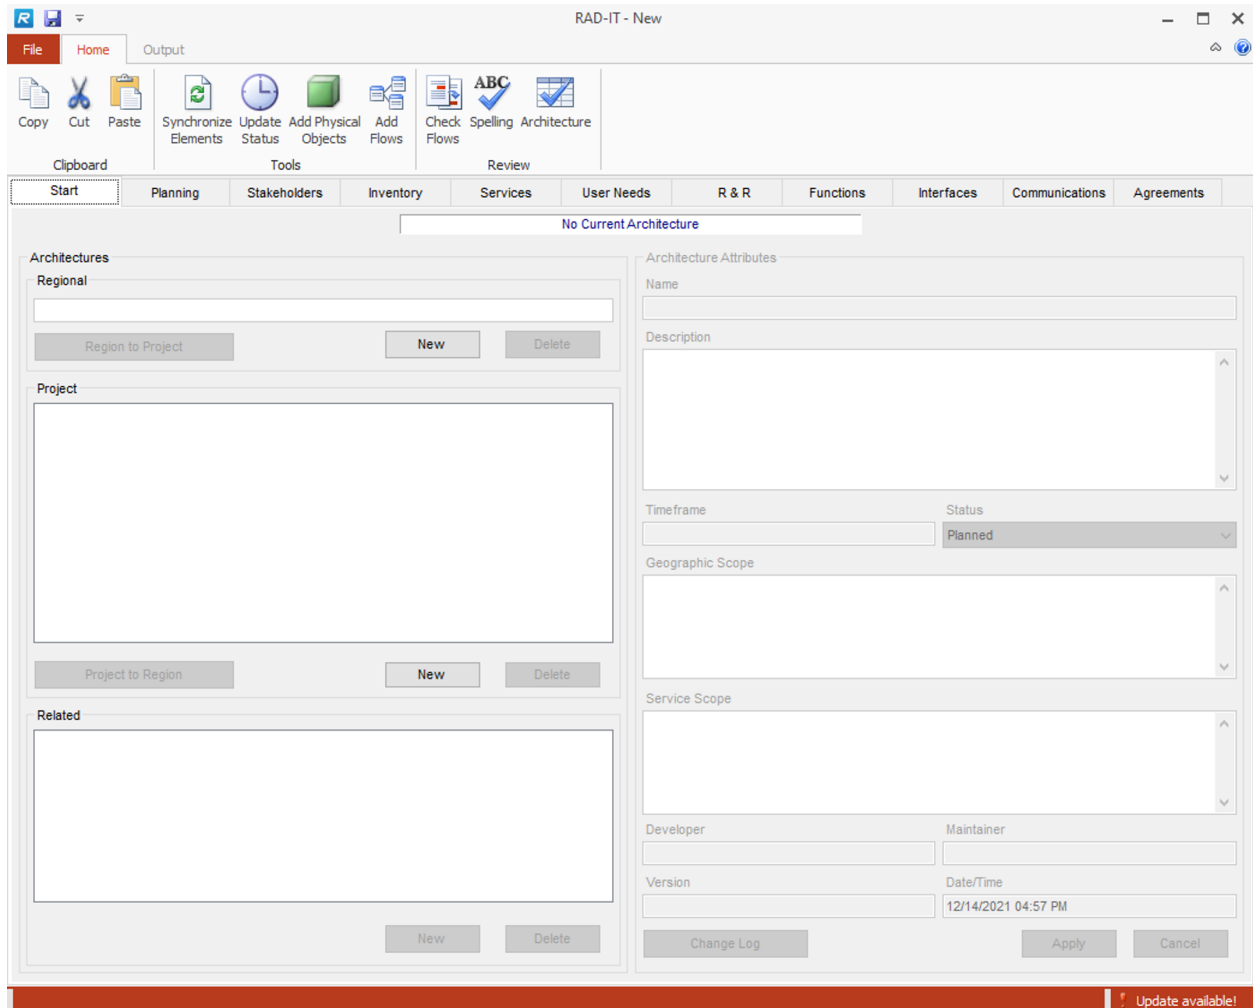 RAD-IT - New
File Home Output
Copy Cut Paste Synchronize Elements Update Status Add Physical Objects Add Flows Check Flows ABC Spelling Architecture
Clipboard Tools Review
Start Planning Stakeholders Inventory Services User Needs R & R Functions Interfaces Communications Agreements
No Current Architecture
Architectures
Regional
Region to Project New Delete
Project
Project to Region New Delete
Related
New Delete
Architecture Attributes
Name
Description
Timeframe Status
Planned
Geographic Scope
Service Scope
Developer Maintainer
Version Date/Time
12/14/2021 04:57 PM
Change Log Apply Cancel
Update available!